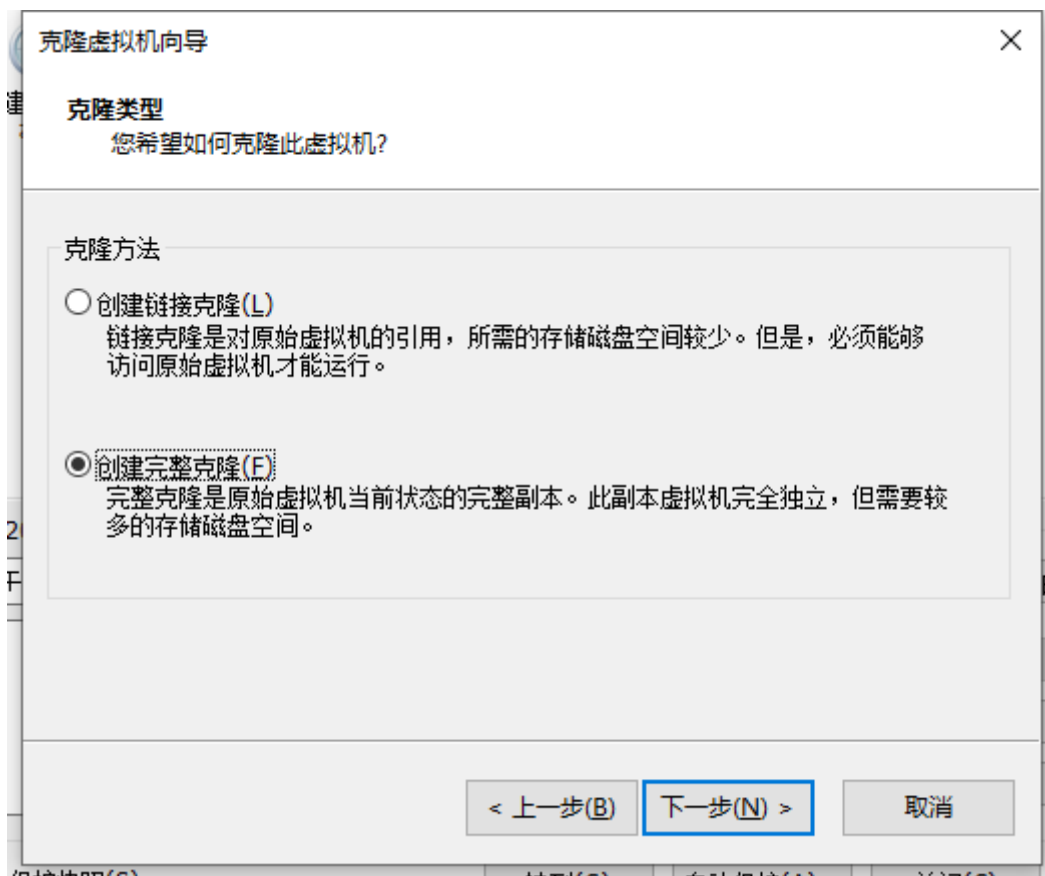 克隆虚拟机向导
克隆类型
您希望如何克隆此虚拟机?
克隆方法
创建链接克隆(L)
链接克隆是对原始虚拟机的引用，所需的存储磁盘空间较少。但是，必须能够
访问原始虚拟机才能运行。
创建完整克隆(F)
完整克隆是原始虚拟机当前状态的完整副本。此副本虚拟机完全独立，但需要较
多的存储磁盘空间。
< 上一步(B)
下一步(N) >
取消